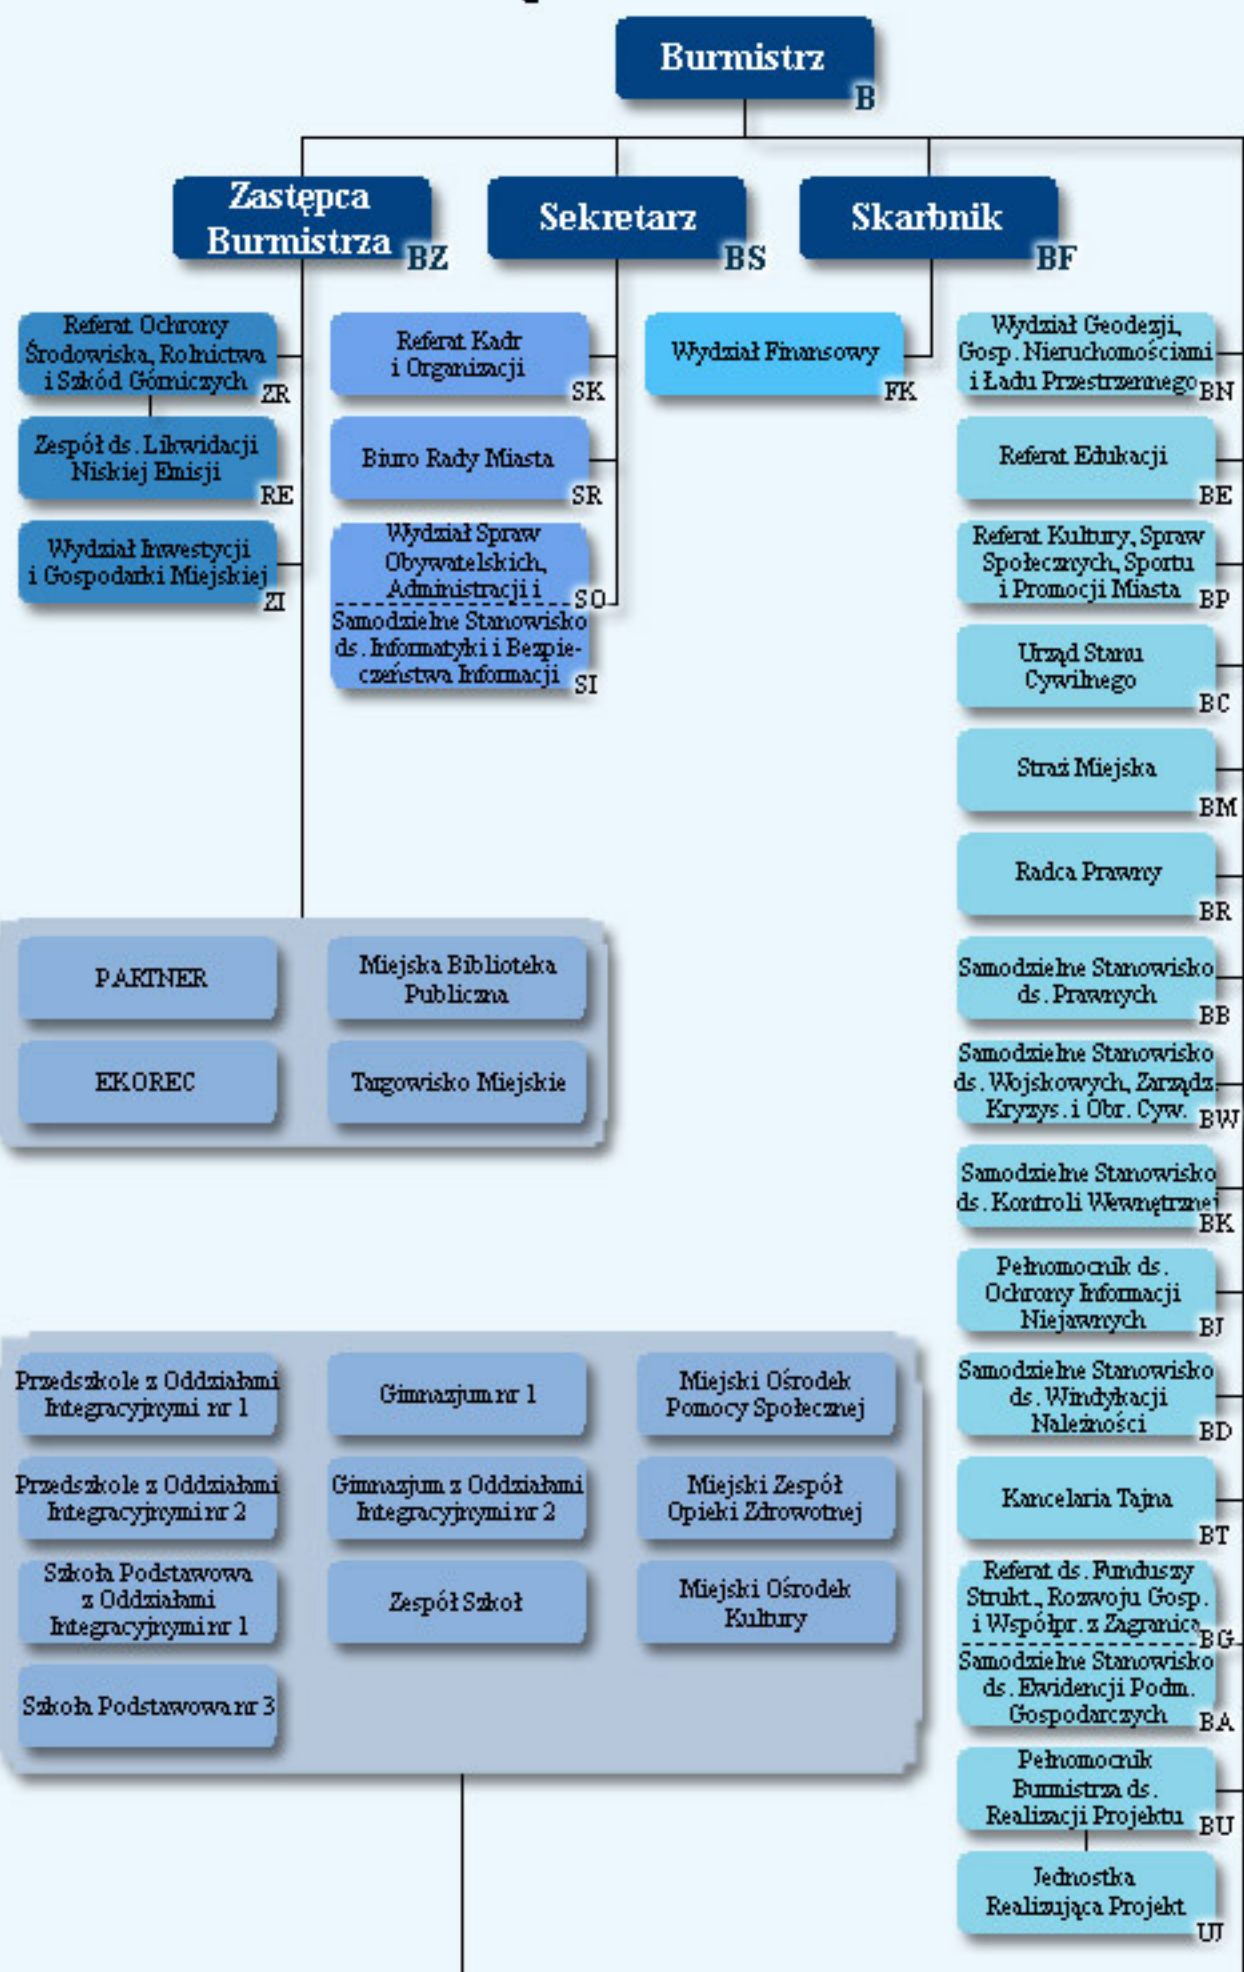 Burmistrz
B
Zastępca
Burmistrza
BZ
Sekretarz
BS
Skarbnik
BF
Referat Ochrony
Środowiska, Rolnictwa
i Szkód Górniczych
ZR
Zespół ds. Likwidacji
Niskiej Emisji
RE
Wydział Inwestycji
i Gospodarki Miejskiej
ZI
Referat Kadr
i Organizacji
SK
Biuro Rady Miasta
SR
Wydział Spraw
Obywatelskich,
Administracji i
SO
Samodzielne Stanowisko
ds. Informatyki i Bezpie-
czeństwa Informacji
SI
Wydział Finansowy
FK
Wydział Geodezji,
Gosp. Nieruchomościami
i Ładu Przestrzennego
BN
Referat Edukacji
BE
Referat Kultury, Spraw
Społecznych, Sportu
i Promocji Miasta
BP
Urząd Stanu
Cywilnego
BC
Straż Miejska
BM
Radca Prawny
BR
Samodzielne Stanowisko
ds. Prawnych
BB
Samodzielne Stanowisko
ds. Wojskowych, Zarządz.
Kryzys. i Obr. Cyw.
BW
Samodzielne Stanowisko
ds. Kontroli Wewnętrznej
BK
Pełnomocnik ds.
Ochrony Informacji
Niejawnych
BJ
Samodzielne Stanowisko
ds. Windykacji
Należności
BD
Kancelaria Tajna
BT
Referat ds. Funduszy
Strukt., Rozwoju Gosp.
i Współpr. z Zagranicą
BG
Samodzielne Stanowisko
ds. Ewidencji Podm.
Gospodarczych
BA
Pełnomocnik
Burmistrza ds.
Realizacji Projektu
BU
Jednostka
Realizująca Projekt
UJ
PARTNER
Miejska Biblioteka
Publiczna
EKOREC
Targowisko Miejskie
Przedszkole z Oddziałami
Integracyjnymi nr 1
Gimnazjum nr 1
Miejski Ośrodek
Pomocy Społecznej
Przedszkole z Oddziałami
Integracyjnymi nr 2
Gimnazjum z Oddziałami
Integracyjnymi nr 2
Miejski Zespół
Opieki Zdrowotnej
Szkoła Podstawowa
z Oddziałami
Integracyjnymi nr 1
Zespół Szkół
Miejski Ośrodek
Kultury
Szkoła Podstawowa nr 3